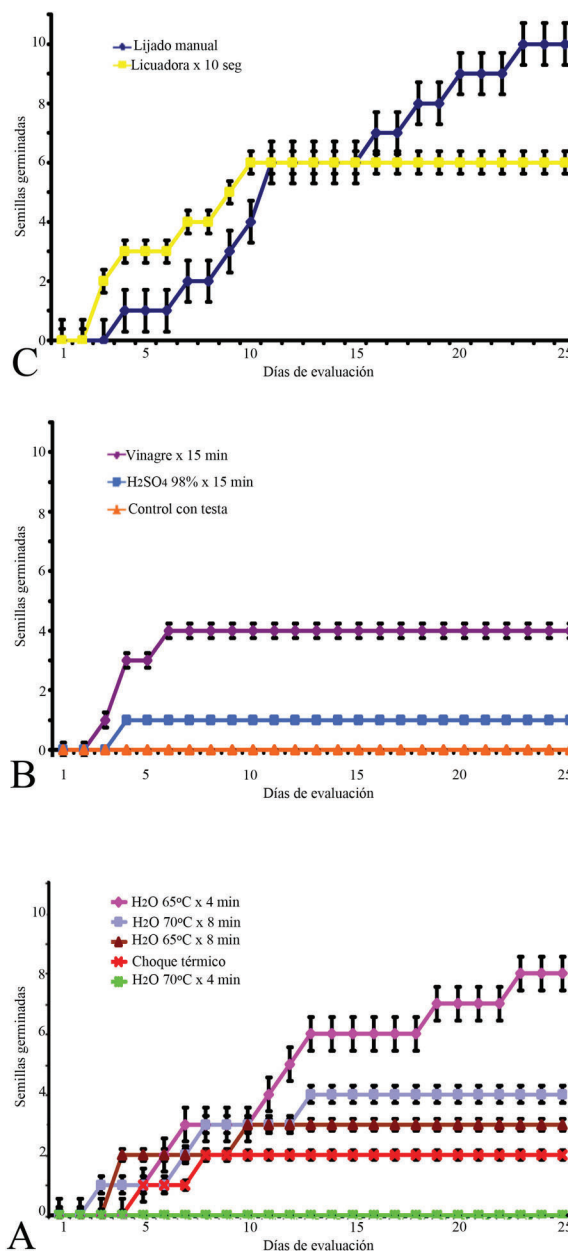 10
8
6
4
2
0
Semillas germinadas
Lijado manual
Licuadora x 10 seg
1 5 10 15 20 25
Días de evaluación
C
10
8
6
4
2
0
Semillas germinadas
Vinagre x 15 min
H2SO4 98% x 15 min
Control con testa
1 5 10 15 20 25
Días de evaluación
B
10
8
6
4
2
0
Semillas germinadas
H2O 65ºC x 4 min
H2O 70ºC x 8 min
H2O 65ºC x 8 min
Choque térmico
H2O 70ºC x 4 min
1 5 10 15 20 25
Días de evaluación
A